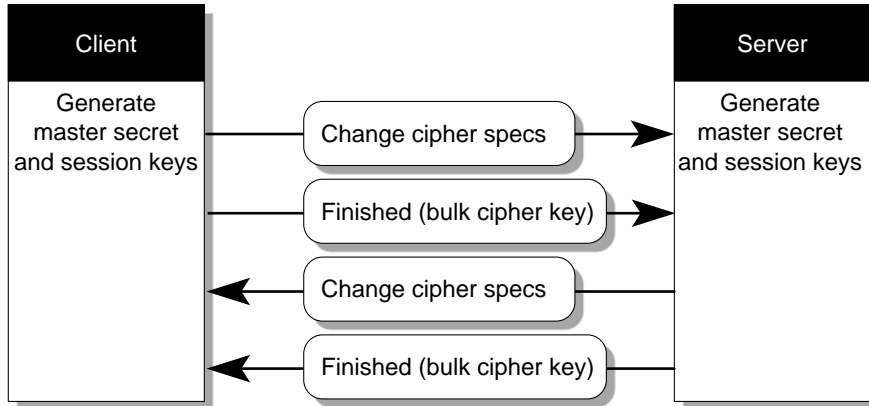 Client
Server
Generate
master secret
and session keys
Generate
master secret
and session keys
Change cipher specs
Finished (bulk cipher key)
Change cipher specs
Finished (bulk cipher key)